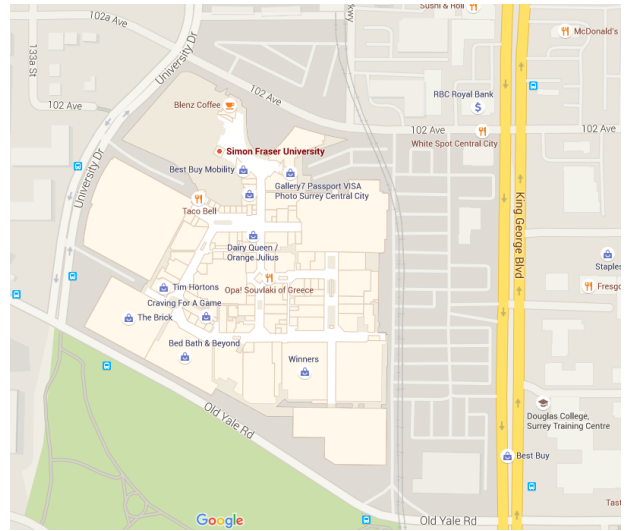 Sushi & Roll
102a Ave
McDonald's
133a St
University Dr
102 Ave
RBC Royal Bank
Blenz Coffee
102 Ave
102 Ave
White Spot Central City
Simon Fraser University
Best Buy Mobility
Gallery7 Passport VISA
Photo Surrey Central City
University Dr
Taco Bell
King George Blvd
Dairy Queen /
Orange Julius
Staples
Tim Hortons
Opa! Souvlaki of Greece
Fresgo
Craving For A Game
The Brick
Bed Bath & Beyond
Winners
Old Yale Rd
Douglas College,
Surrey Training Centre
Best Buy
Tast
Google
Old Yale Rd